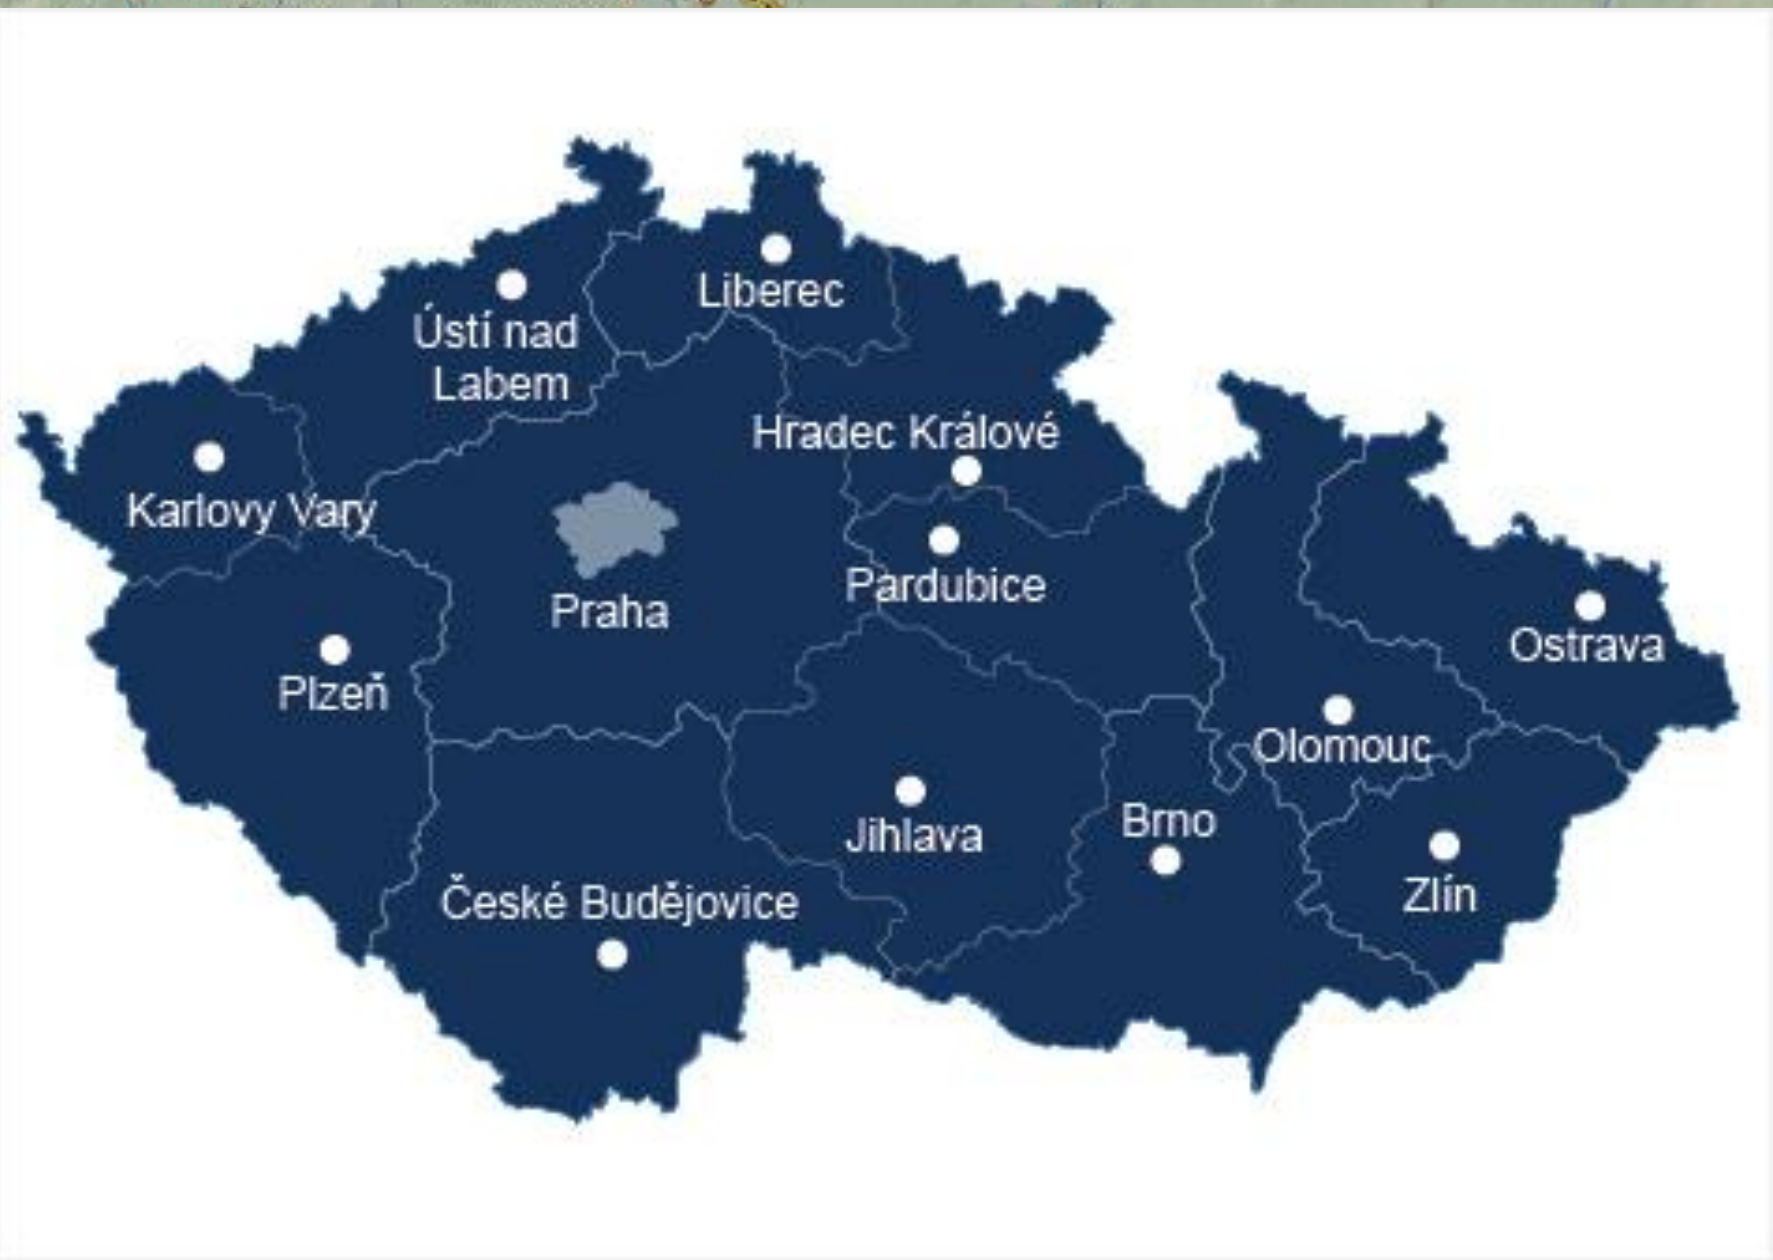 Liberec
Ústí nad
Labem
Hradec Králové
Karlovy Vary
Praha
Pardubice
Plzeň
Ostrava
Olomouc
Jihlava
Brno
České Budějovice
Zlín